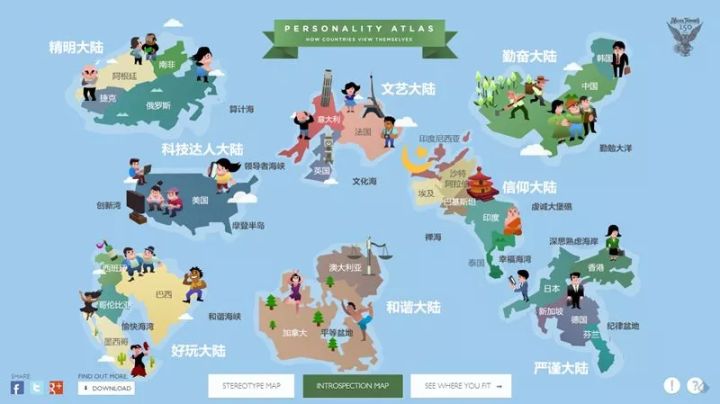 PERSONALITY ATLAS
HOW COUNTRIES VIEW THEMSELVES
150
精明大陆
南非
阿根廷
捷克
俄罗斯
算计海
文艺大陆
意大利
法国
英国
文化海
勤奋大陆
韩国
中国
勤勉大洋
科技达人大陆
领导者海峡
美国
创新湾
摩登半岛
印度尼西亚
沙特
阿拉伯
埃及
巴基斯坦
印度
泰国
信仰大陆
虔诚大堡礁
禅海
幸福海湾
西班牙
哥伦比亚
巴西
愉快海湾
墨西哥
和谐海峡
好玩大陆
澳大利亚
加拿大
平等盆地
和谐大陆
深思熟虑海岸
香港
日本
新加坡
德国
芬兰
纪律盆地
严谨大陆
SHARE
FIND OUT MORE
DOWNLOAD
STEREOTYPE MAP
INTROSPECTION MAP
SEE WHERE YOU FIT →